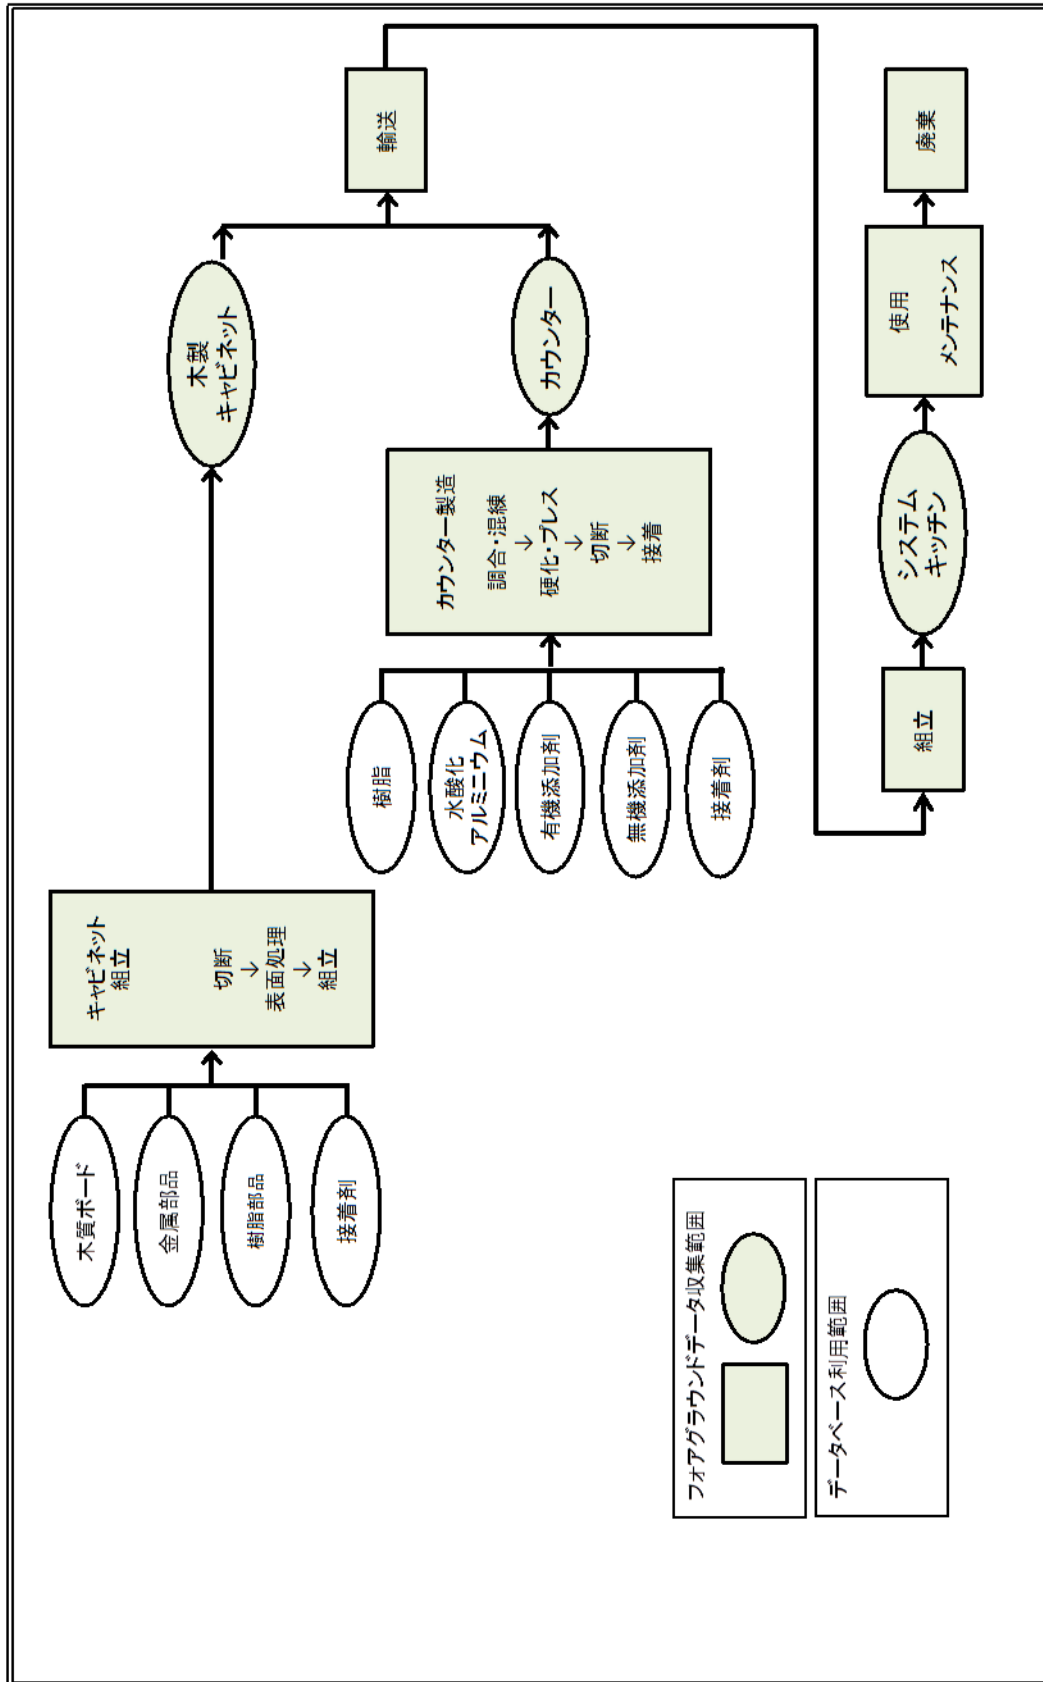 木質ボード
金属部品
樹脂部品
接着剤
キャビネット
組立
切断
↓
表面処理
↓
組立
木製
キャビネット
樹脂
水酸化
アルミニウム
有機添加剤
無機添加剤
接着剤
カウンター製造
調合・混練
↓
硬化・プレス
↓
切断
↓
接着
カウンター
輸送
組立
システム
キッチン
使用
メンテナンス
廃棄
フォアグラウンドデータ収集範囲
データベース利用範囲